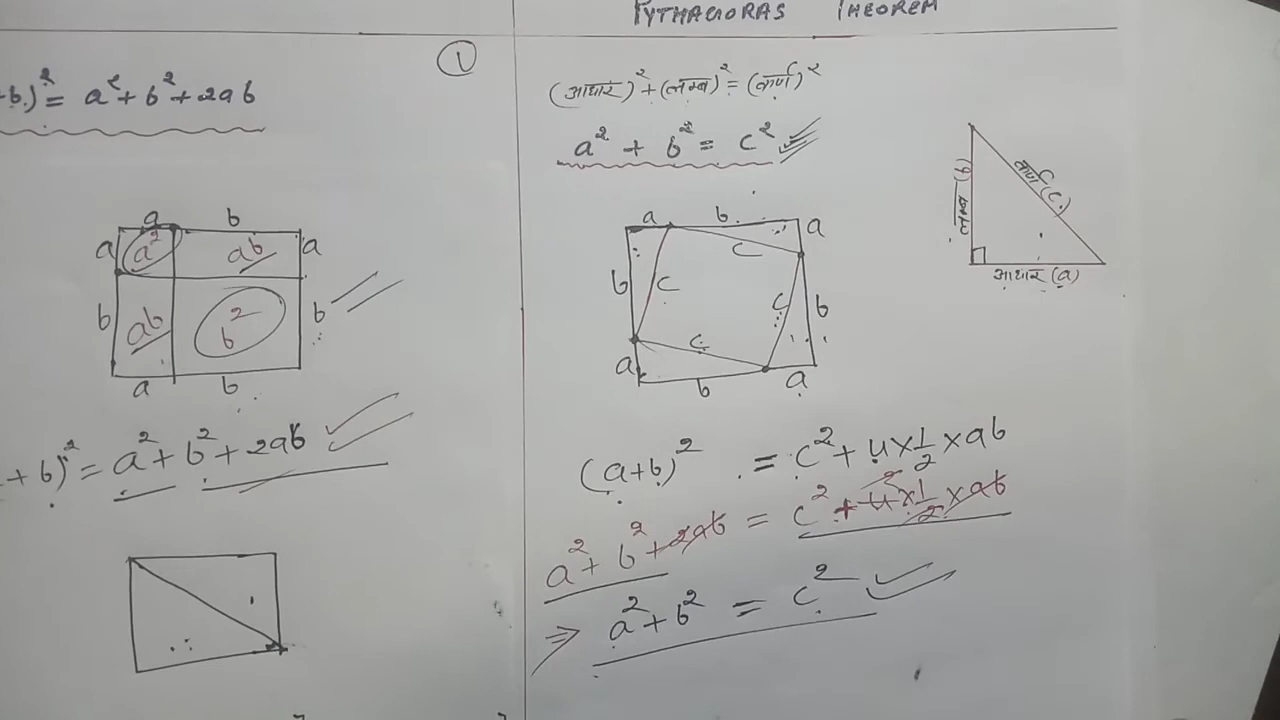 PYTHAGORAS THEOREM
①
+b)² = a² + b² + 2ab
a b
a a² ab a
b ab b² b
a b
+ b)² = a² + b² + 2ab
(आधार)² + (लम्ब)² = (कर्ण)²
a² + b² = c²
a b
a
c
b c
c b
c
a
b a
(a+b)² = c² + 4×1/2×ab
a² + b² + 2ab = c² + 4×1/2×ab
2
⇒ a² + b² = c²
लम्ब (b)
कर्ण (c)
आधार (a)